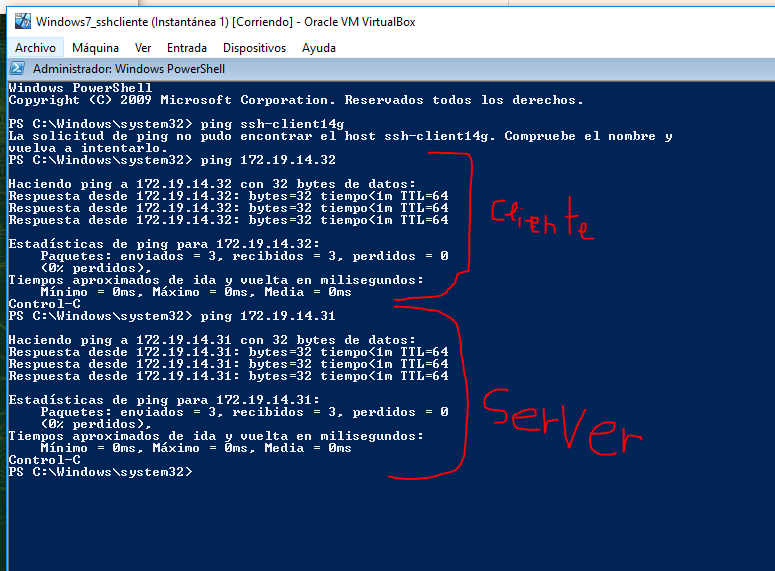 Windows7_sshcliente (Instantánea 1) [Corriendo] - Oracle VM VirtualBox
Archivo Máquina Ver Entrada Dispositivos Ayuda
Administrador: Windows PowerShell
Windows PowerShell
Copyright (C) 2009 Microsoft Corporation. Reservados todos los derechos.
PS C:\Windows\system32> ping ssh-client14g
La solicitud de ping no pudo encontrar el host ssh-client14g. Compruebe el nombre y
vuelva a intentarlo.
PS C:\Windows\system32> ping 172.19.14.32
Haciendo ping a 172.19.14.32 con 32 bytes de datos:
Respuesta desde 172.19.14.32: bytes=32 tiempo<1m TTL=64
Respuesta desde 172.19.14.32: bytes=32 tiempo<1m TTL=64
Respuesta desde 172.19.14.32: bytes=32 tiempo<1m TTL=64
Cliente
Estadísticas de ping para 172.19.14.32:
Paquetes: enviados = 3, recibidos = 3, perdidos = 0
(0% perdidos),
Tiempos aproximados de ida y vuelta en milisegundos:
Mínimo = 0ms, Máximo = 0ms, Media = 0ms
Control-C
PS C:\Windows\system32> ping 172.19.14.31
Haciendo ping a 172.19.14.31 con 32 bytes de datos:
Respuesta desde 172.19.14.31: bytes=32 tiempo<1m TTL=64
Respuesta desde 172.19.14.31: bytes=32 tiempo<1m TTL=64
Respuesta desde 172.19.14.31: bytes=32 tiempo<1m TTL=64
Estadísticas de ping para 172.19.14.31:
Paquetes: enviados = 3, recibidos = 3, perdidos = 0
(0% perdidos),
Server
Tiempos aproximados de ida y vuelta en milisegundos:
Mínimo = 0ms, Máximo = 0ms, Media = 0ms
Control-C
PS C:\Windows\system32>